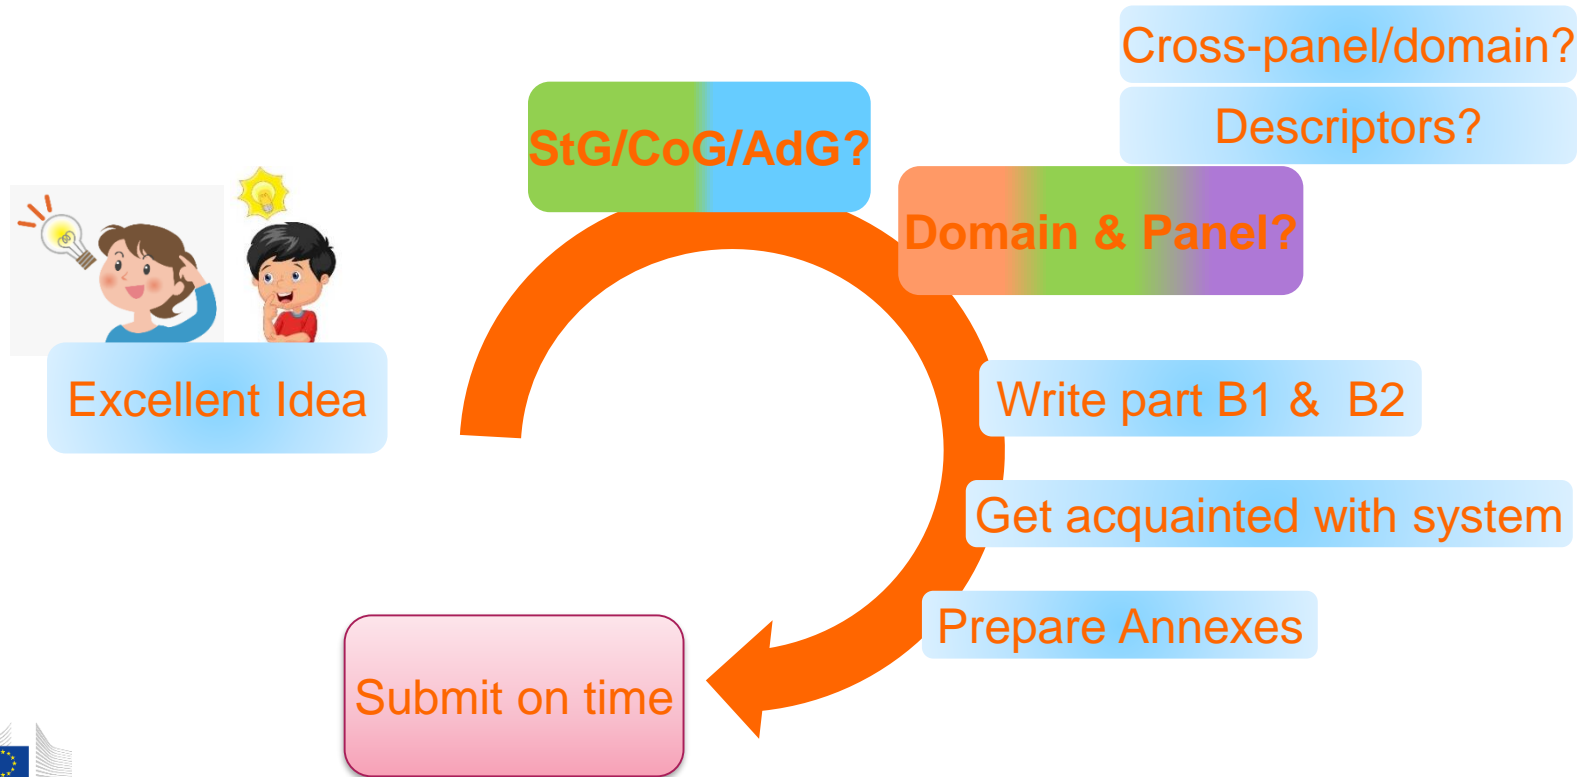 Cross-panel/domain?
Descriptors?
StG/CoG/AdG?
Domain & Panel?
Excellent Idea
Write part B1 & B2
Get acquainted with system
Prepare Annexes
Submit on time